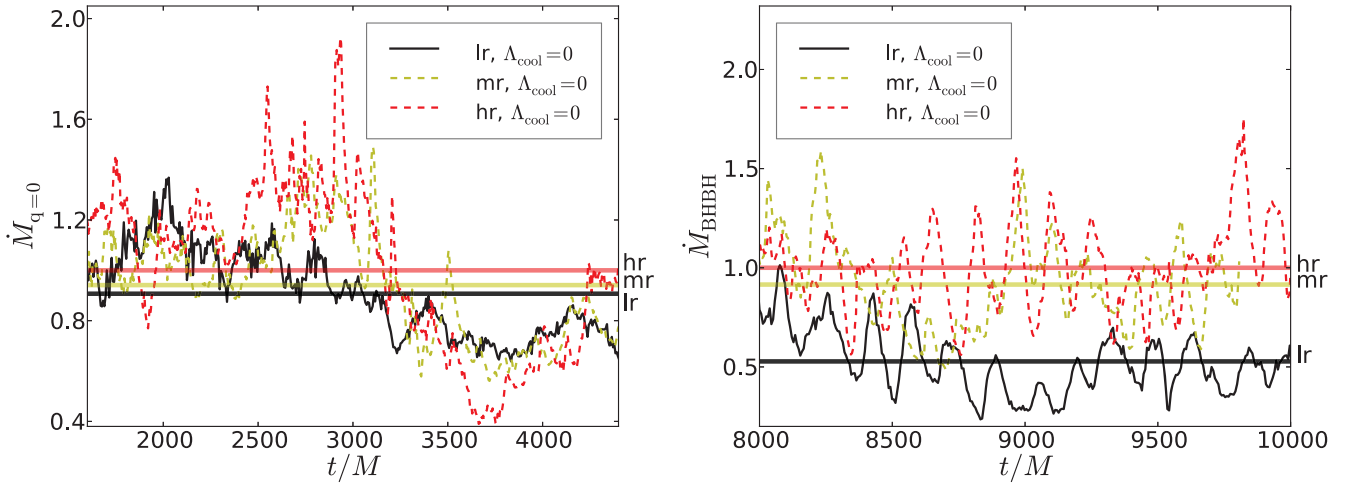 2.0
1.6
1.2
0.8
0.4
2000 2500 3000 3500 4000
t/M
Ṁq=0
lr, Λcool=0
mr, Λcool=0
hr, Λcool=0
hr
mr
lr
2.0
1.5
1.0
0.5
8000 8500 9000 9500 10000
t/M
ṀBHBH
lr, Λcool=0
mr, Λcool=0
hr, Λcool=0
hr
mr
lr